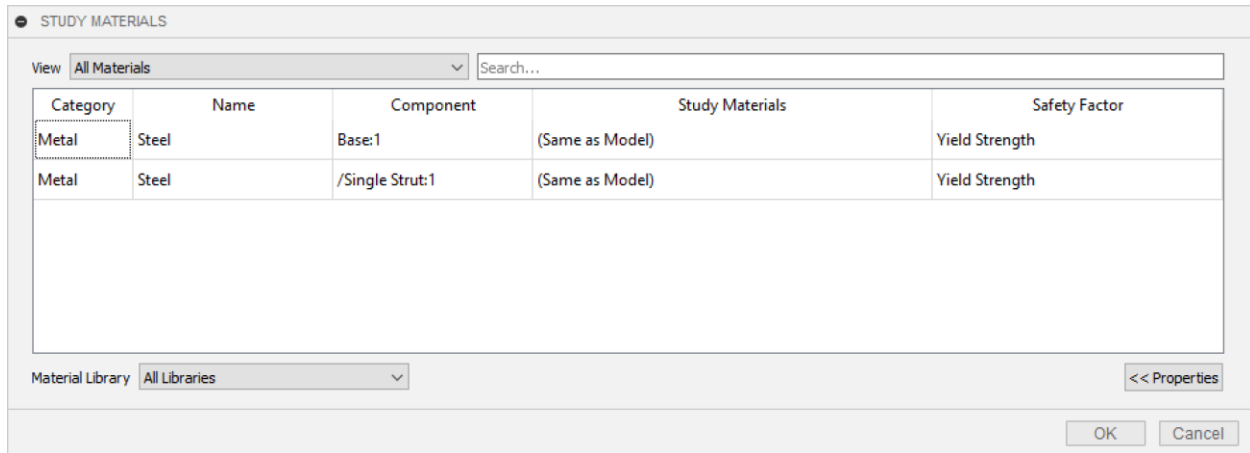 STUDY MATERIALS
View All Materials Search...
Category Name Component Study Materials Safety Factor
Metal Steel Base:1 (Same as Model) Yield Strength
Metal Steel /Single Strut:1 (Same as Model) Yield Strength
Material Library All Libraries << Properties
OK Cancel